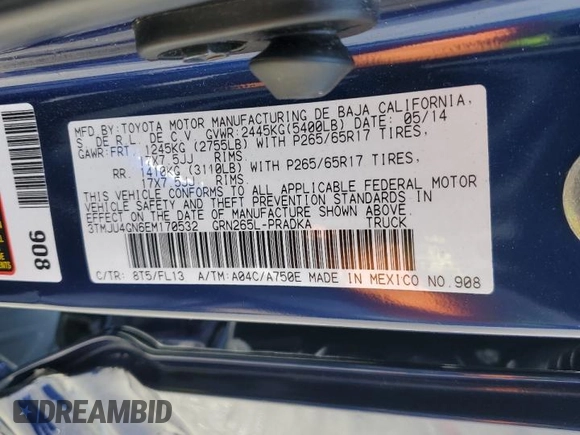 MFD.BY:TOYOTA MOTOR MANUFACTURING DE BAJA CALIFORNIA,
S. DE R.L. DE C.V. GVWR:2445KG(5400LB) DATE: 05/14
GAWR:FRT. 1245KG (2755LB) WITH P265/65R17 TIRES,
17X7.5JJ RIMS
RR. 1410KG (3110LB) WITH P265/65R17 TIRES,
17X7.5JJ RIMS
THIS VEHICLE CONFORMS TO ALL APPLICABLE FEDERAL MOTOR
VEHICLE SAFETY AND THEFT PREVENTION STANDARDS IN
EFFECT ON THE DATE OF MANUFACTURE SHOWN ABOVE.
3TMJU4GN6EM170532 GRN265L-PRADKA TRUCK
C/TR: 8T5/FL13 A/TM:A04C/A750E MADE IN MEXICO NO.908
908
DREAMBID